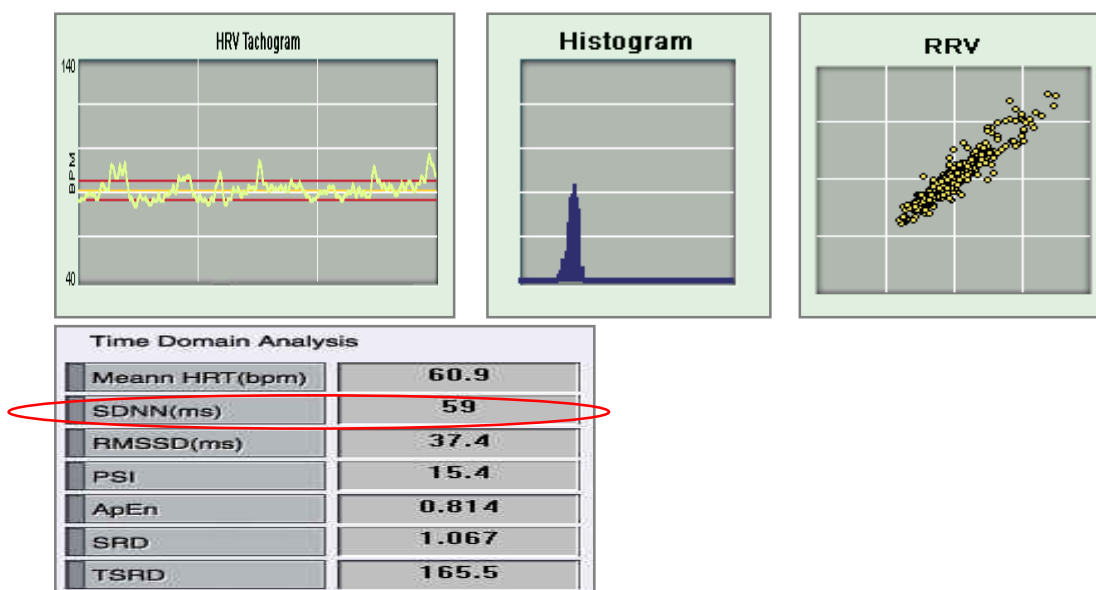 HRV Tachogram
140
BPM
40
Histogram
RRV
Time Domain Analysis
Meann HRT(bpm) 60.9
SDNN(ms) 59
RMSSD(ms) 37.4
PSI 15.4
ApEn 0.814
SRD 1.067
TSRD 165.5